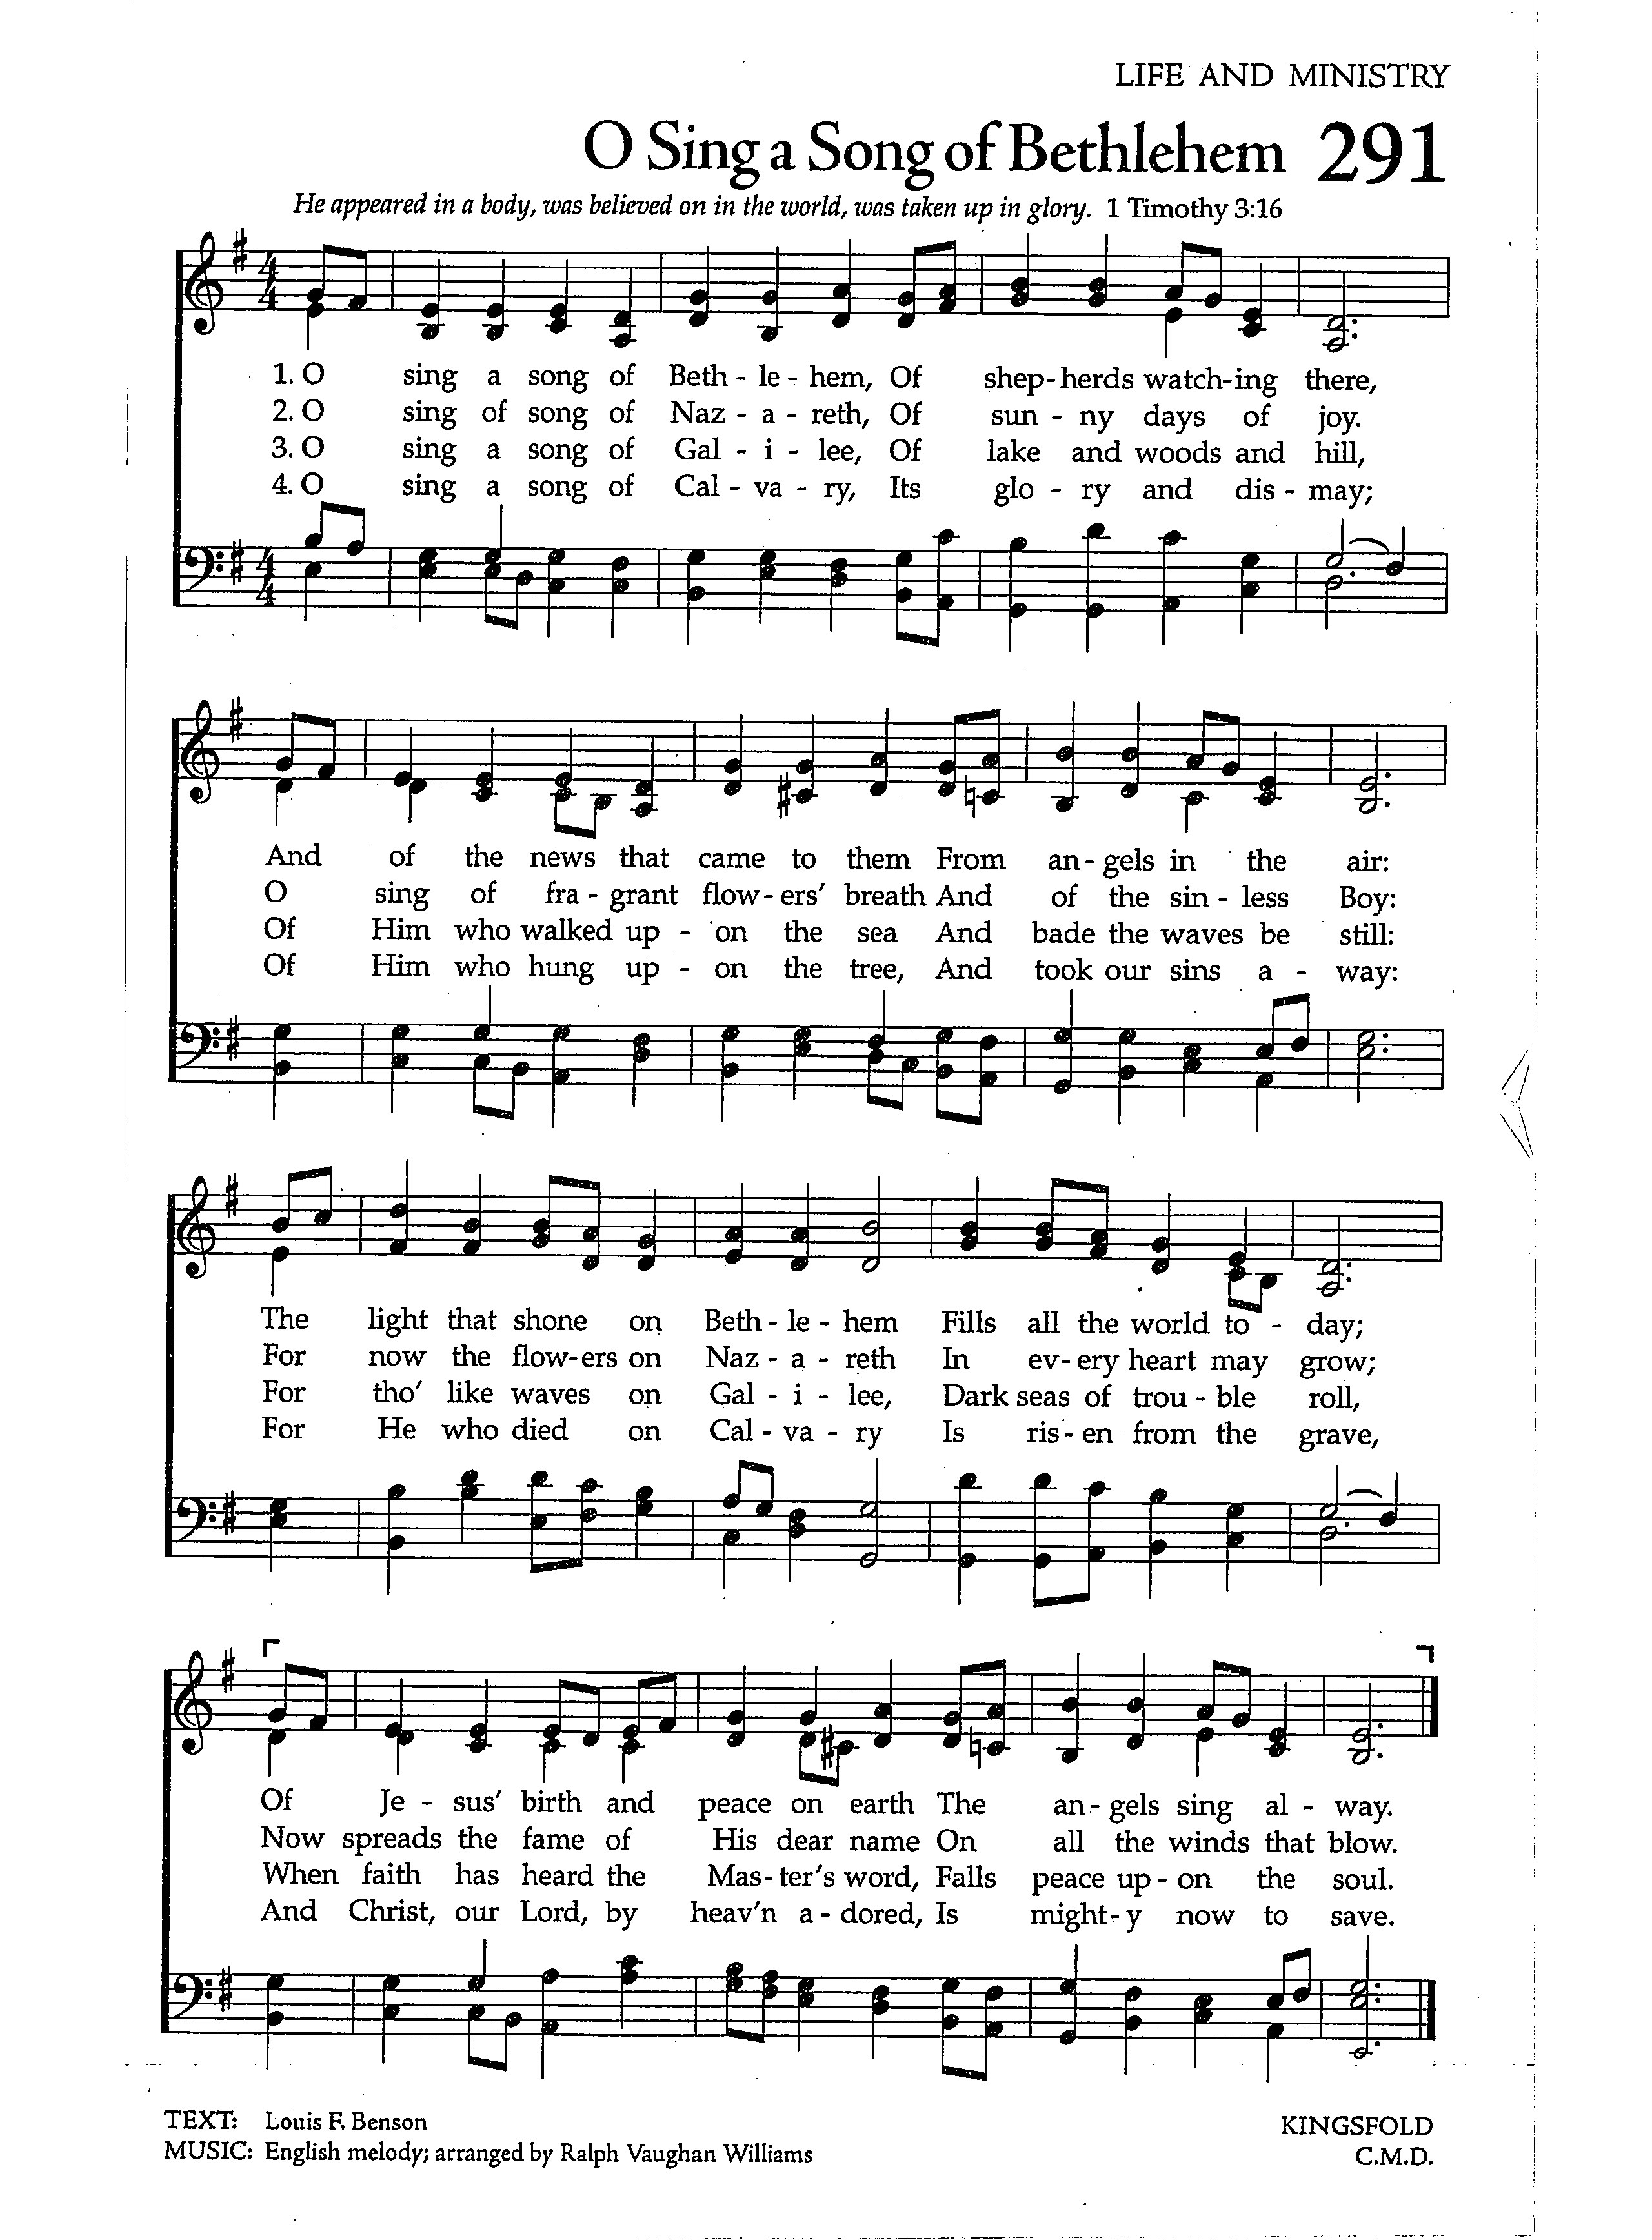 LIFE AND MINISTRY
O Sing a Song of Bethlehem 291
He appeared in a body, was believed on in the world, was taken up in glory. 1 Timothy 3:16
1. O sing a song of Beth - le - hem, Of shep - herds watch - ing there,
2. O sing of song of Naz - a - reth, Of sun - ny days of joy.
3. O sing a song of Gal - i - lee, Of lake and woods and hill,
4. O sing a song of Cal - va - ry, Its glo - ry and dis - may;
And of the news that came to them From an - gels in the air:
O sing of fra - grant flow - ers' breath And of the sin - less Boy:
Of Him who walked up - on the sea And bade the waves be still:
Of Him who hung up - on the tree, And took our sins a - way:
The light that shone on Beth - le - hem Fills all the world to - day;
For now the flow - ers on Naz - a - reth In ev - ery heart may grow;
For tho' like waves on Gal - i - lee, Dark seas of trou - ble roll,
For He who died on Cal - va - ry Is ris - en from the grave,
Of Je - sus' birth and peace on earth The an - gels sing al - way.
Now spreads the fame of His dear name On all the winds that blow.
When faith has heard the Mas - ter's word, Falls peace up - on the soul.
And Christ, our Lord, by heav'n a - dored, Is might - y now to save.
TEXT: Louis F. Benson
MUSIC: English melody; arranged by Ralph Vaughan Williams
KINGSFOLD
C.M.D.